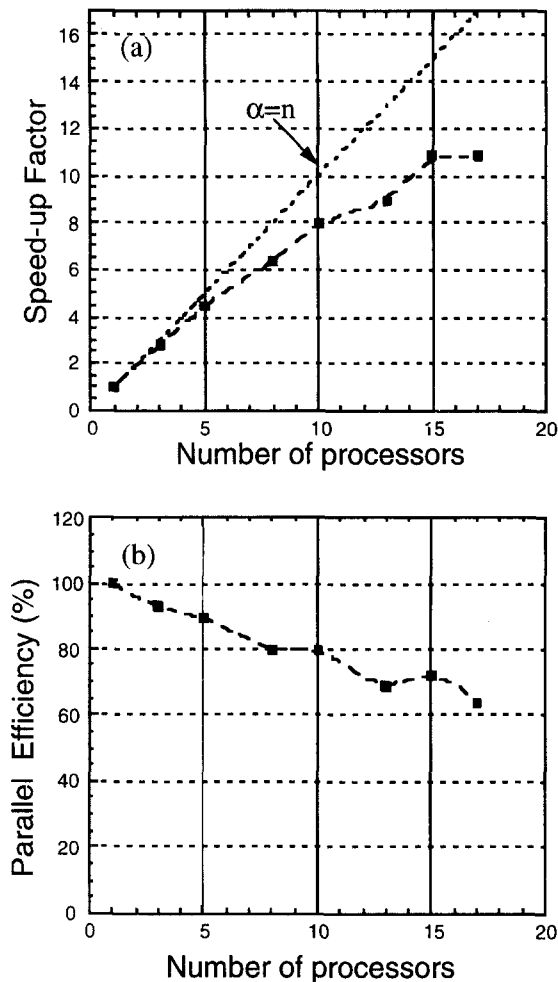 (a)
α=n
Speed-up Factor
16
14
12
10
8
6
4
2
0
0 5 10 15 20
Number of processors
(b)
Parallel Efficiency (%)
120
100
80
60
40
20
0
0 5 10 15 20
Number of processors